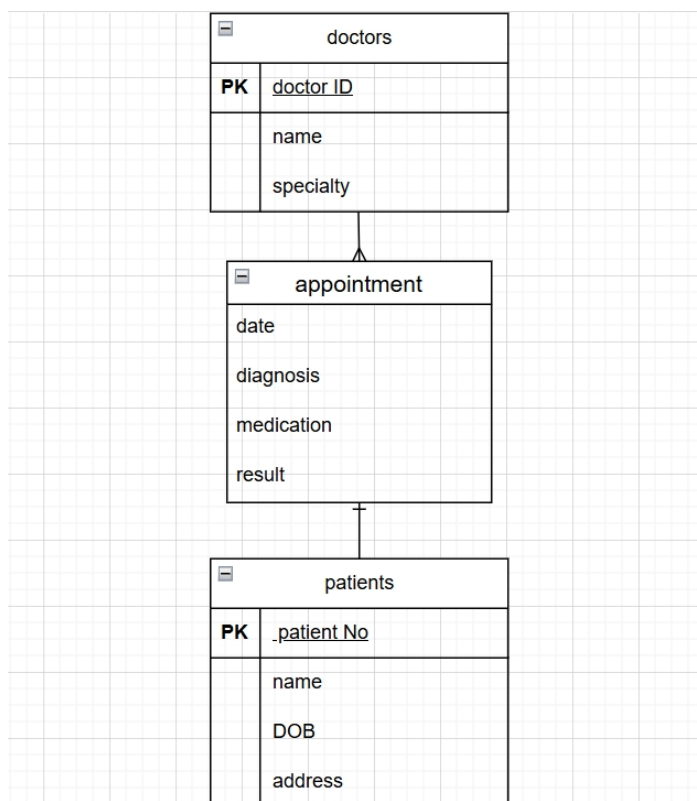 doctors
PK doctor ID
name
specialty
appointment
date
diagnosis
medication
result
patients
PK patient No
name
DOB
address